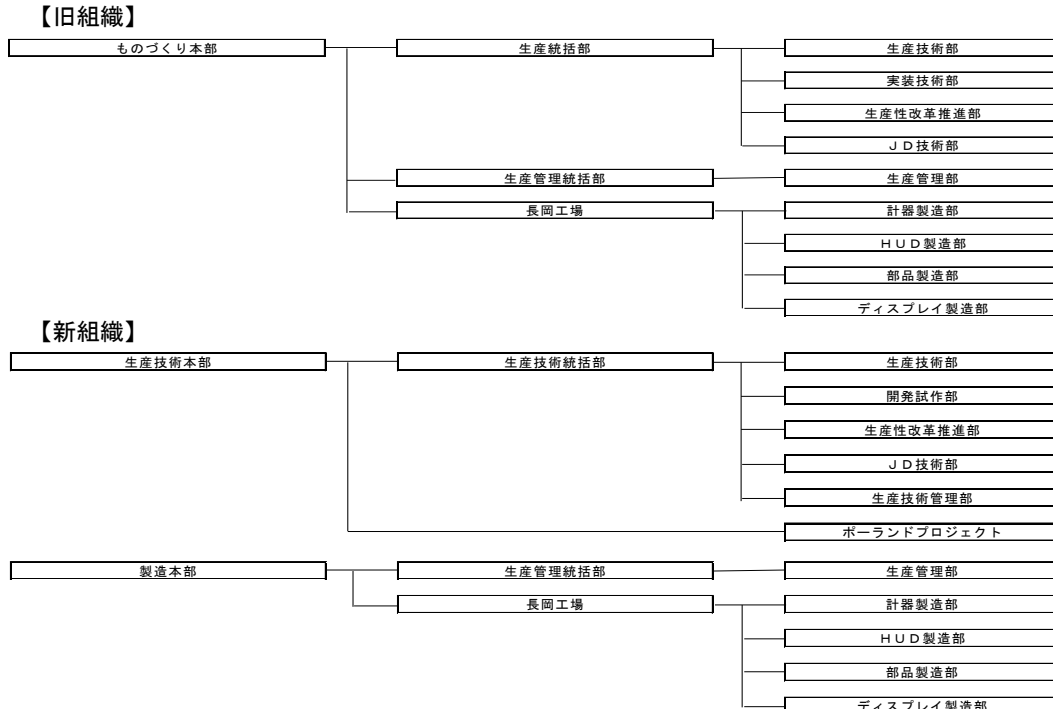 【旧組織】
ものづくり本部 生産統括部 生産技術部
実装技術部
生産性改革推進部
ＪＤ技術部
生産管理統括部 生産管理部
長岡工場 計器製造部
ＨＵＤ製造部
部品製造部
ディスプレイ製造部
【新組織】
生産技術本部 生産技術統括部 生産技術部
開発試作部
生産性改革推進部
ＪＤ技術部
生産技術管理部
ポーランドプロジェクト
製造本部 生産管理統括部 生産管理部
長岡工場 計器製造部
ＨＵＤ製造部
部品製造部
ディスプレイ製造部